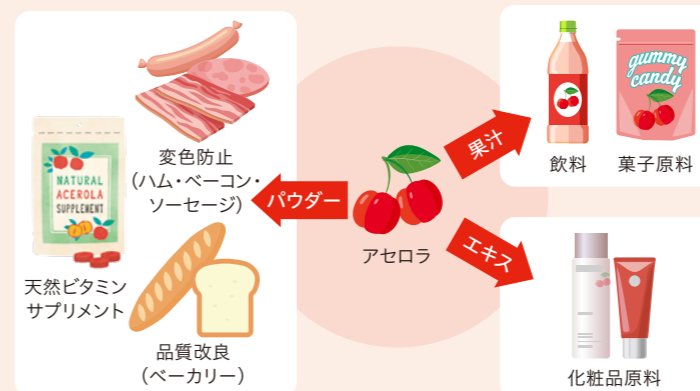 変色防止
(ハム・ベーコン・
ソーセージ)
NATURAL
ACEROLA
SUPPLEMENT
天然ビタミン
サプリメント
品質改良
(ベーカリー)
パウダー
アセロラ
果汁
エキス
gummy
candy
飲料
菓子原料
化粧品原料